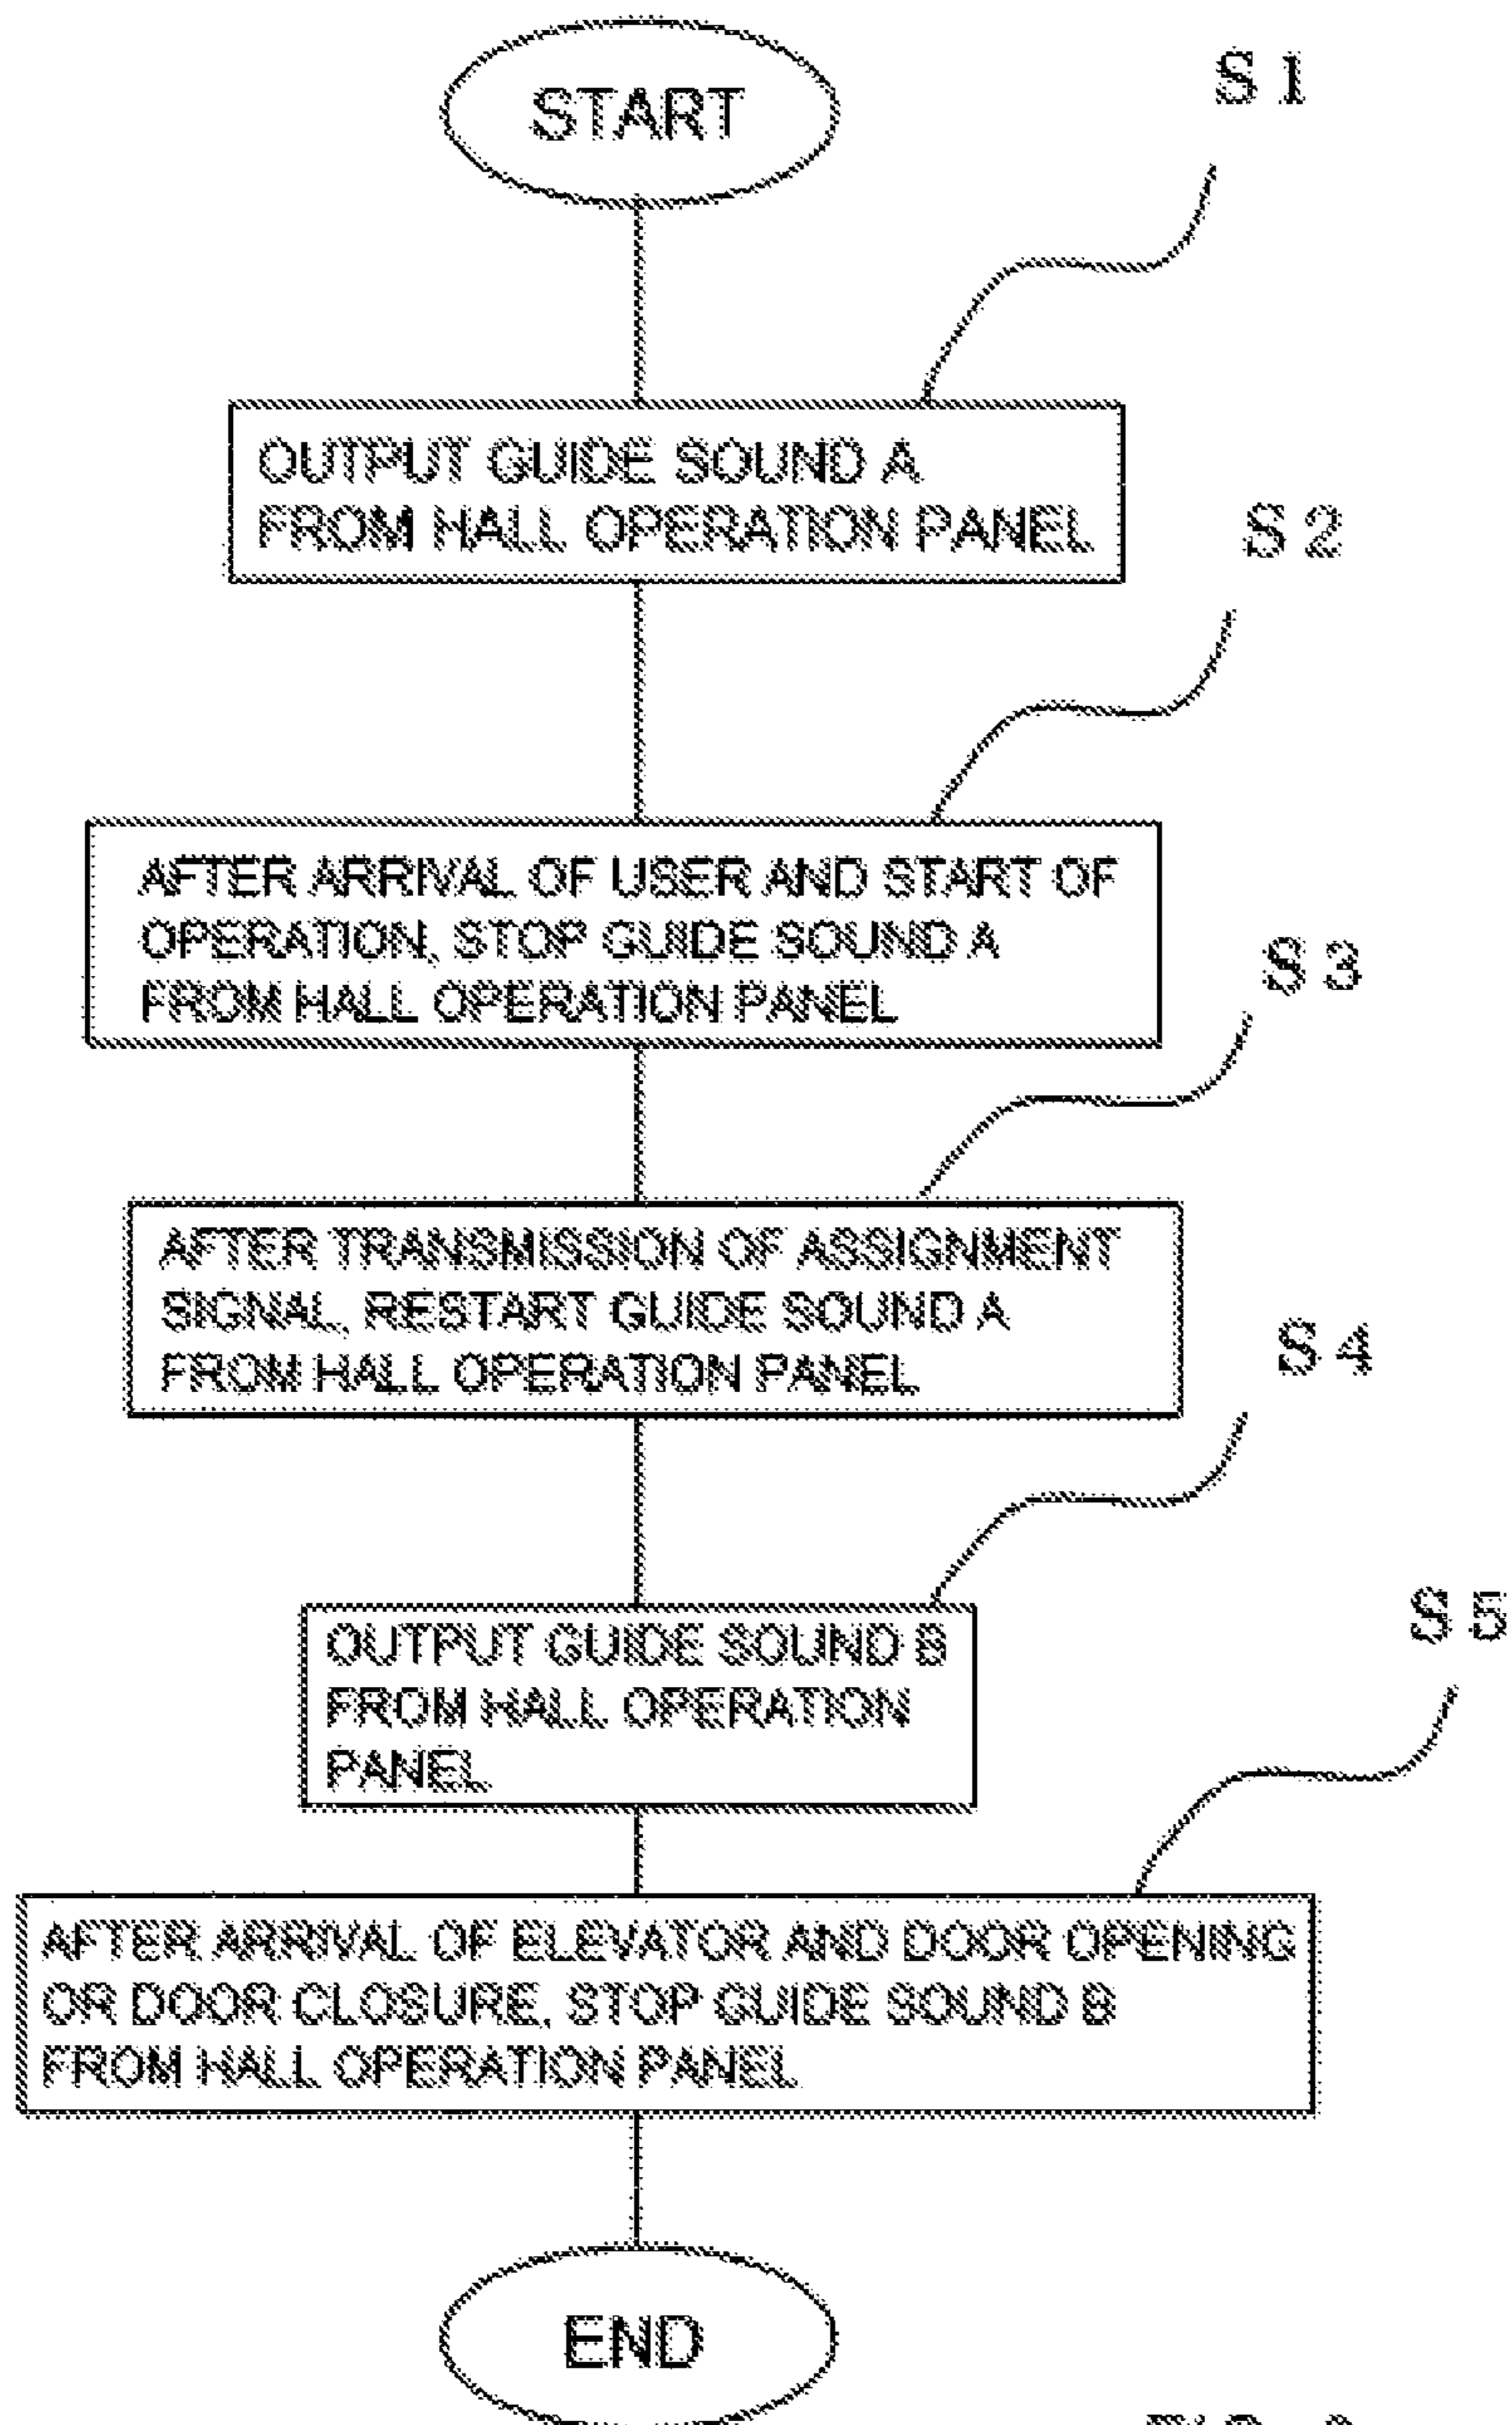 START
S 1
OUTPUT GUIDE SOUND A
FROM HALL OPERATION PANEL
S 2
AFTER ARRIVAL OF USER AND START OF
OPERATION, STOP GUIDE SOUND A
FROM HALL OPERATION PANEL
S 3
AFTER TRANSMISSION OF ASSIGNMENT
SIGNAL, RESTART GUIDE SOUND A
FROM HALL OPERATION PANEL
S 4
OUTPUT GUIDE SOUND B
FROM HALL OPERATION
PANEL
S 5
AFTER ARRIVAL OF ELEVATOR AND DOOR OPENING
OR DOOR CLOSURE, STOP GUIDE SOUND B
FROM HALL OPERATION PANEL
END